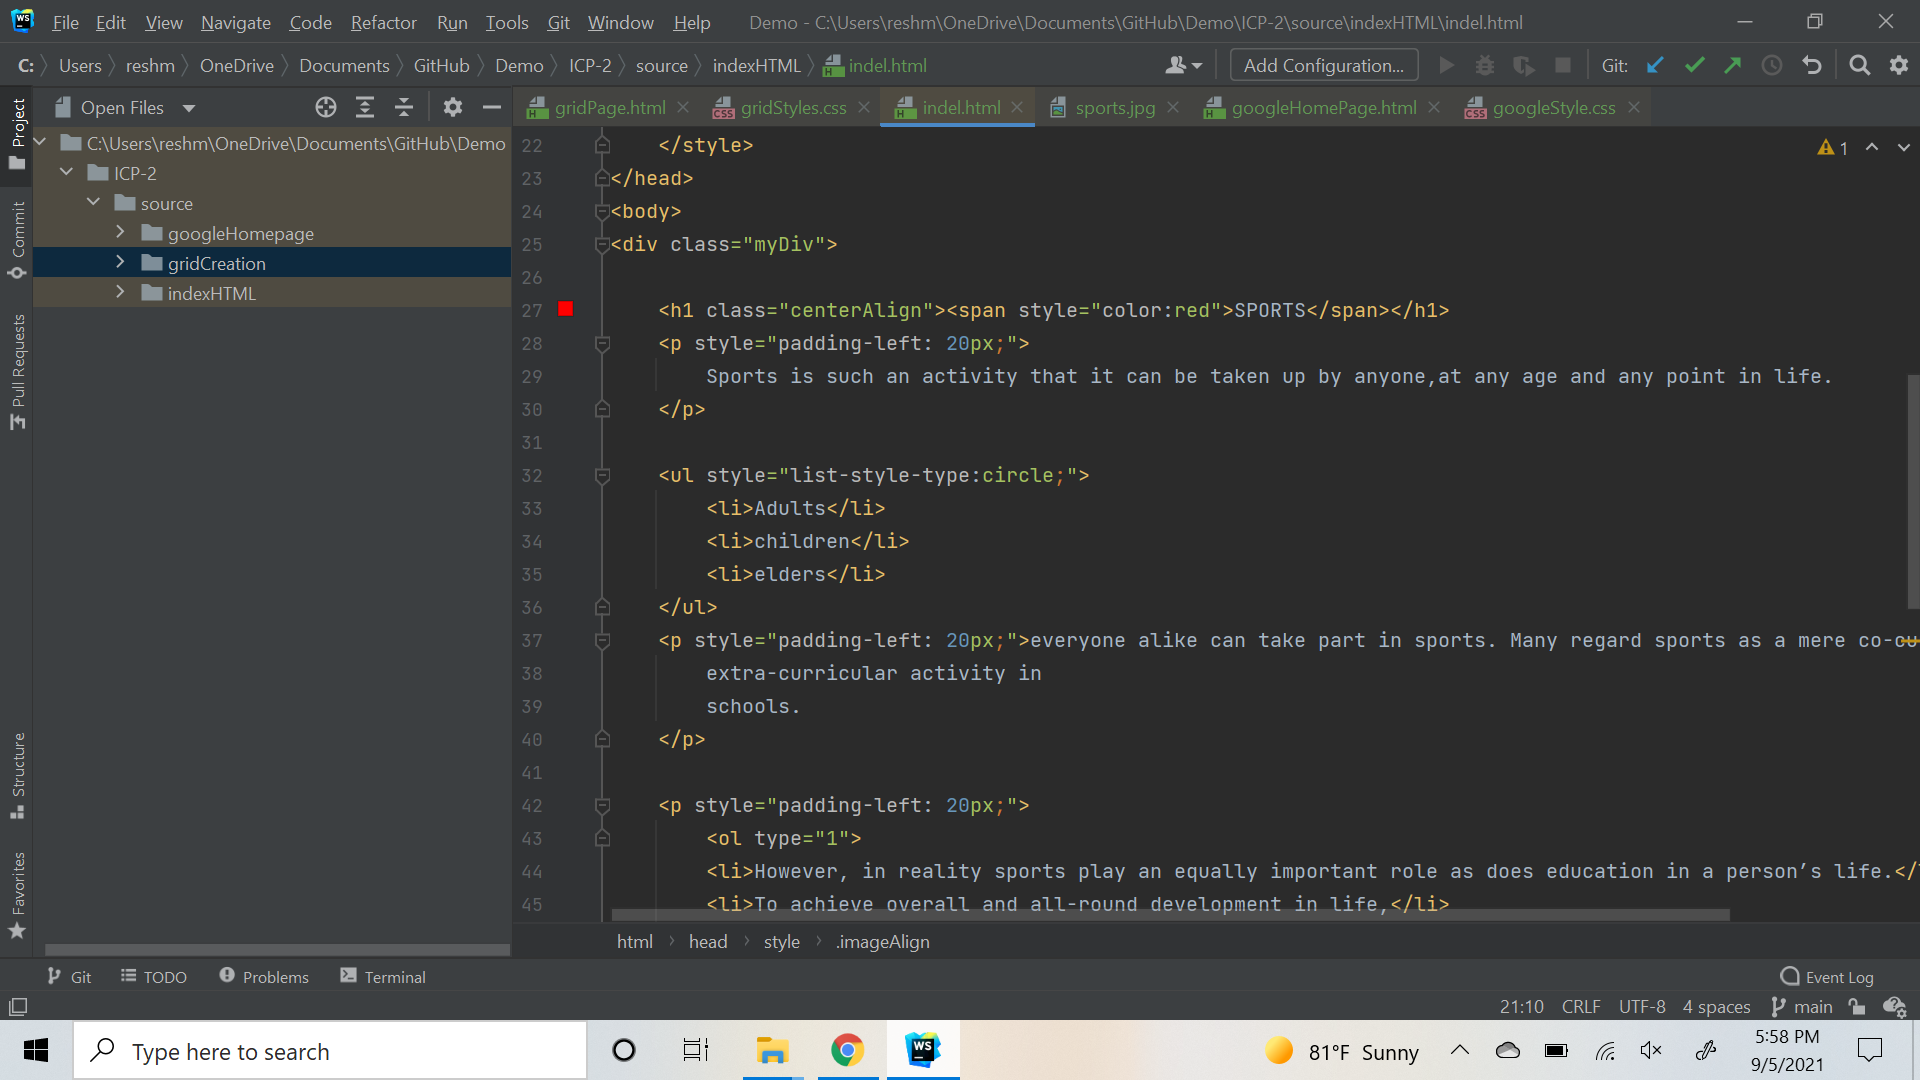 WS File Edit View Navigate Code Refactor Run Tools Git Window Help Demo - C:\Users\reshm\OneDrive\Documents\GitHub\Demo\ICP-2\source\indexHTML\indel.html
C: Users reshm OneDrive Documents GitHub Demo ICP-2 source indexHTML indel.html Add Configuration... Git:
Project
Commit
Pull Requests
Structure
Favorites
Open Files
gridPage.html gridStyles.css indel.html sports.jpg googleHomePage.html googleStyle.css
C:\Users\reshm\OneDrive\Documents\GitHub\Demo
ICP-2
source
googleHomepage
gridCreation
indexHTML
1
22 </style>
23 </head>
24 <body>
25 <div class="myDiv">
26
27 <h1 class="centerAlign"><span style="color:red">SPORTS</span></h1>
28 <p style="padding-left: 20px;">
29 Sports is such an activity that it can be taken up by anyone,at any age and any point in life.
30 </p>
31
32 <ul style="list-style-type:circle;">
33 <li>Adults</li>
34 <li>children</li>
35 <li>elders</li>
36 </ul>
37 <p style="padding-left: 20px;">everyone alike can take part in sports. Many regard sports as a mere co-cu
38 extra-curricular activity in
39 schools.
40 </p>
41
42 <p style="padding-left: 20px;">
43 <ol type="1">
44 <li>However, in reality sports play an equally important role as does education in a person’s life.</
45 <li>To achieve overall and all-round development in life,</li>
html head style .imageAlign
Git TODO Problems Terminal Event Log
21:10 CRLF UTF-8 4 spaces main
Type here to search
WS
81°F Sunny
5:58 PM
9/5/2021